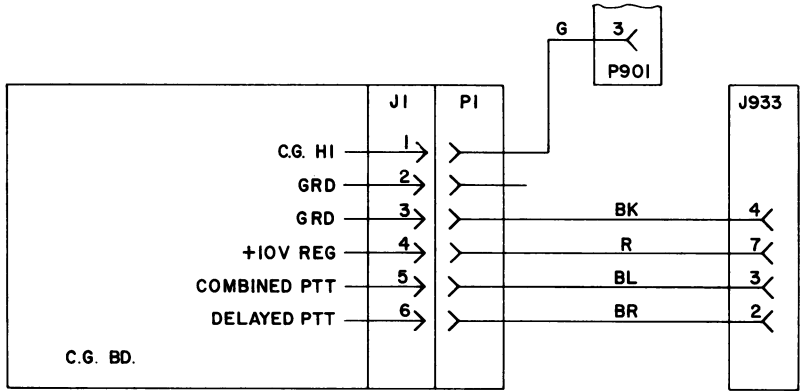 G 3
P901
J1 P1 J933
C.G. HI 1
GRD 2
GRD 3 BK 4
+10V REG 4 R 7
COMBINED PTT 5 BL 3
DELAYED PTT 6 BR 2
C.G. BD.